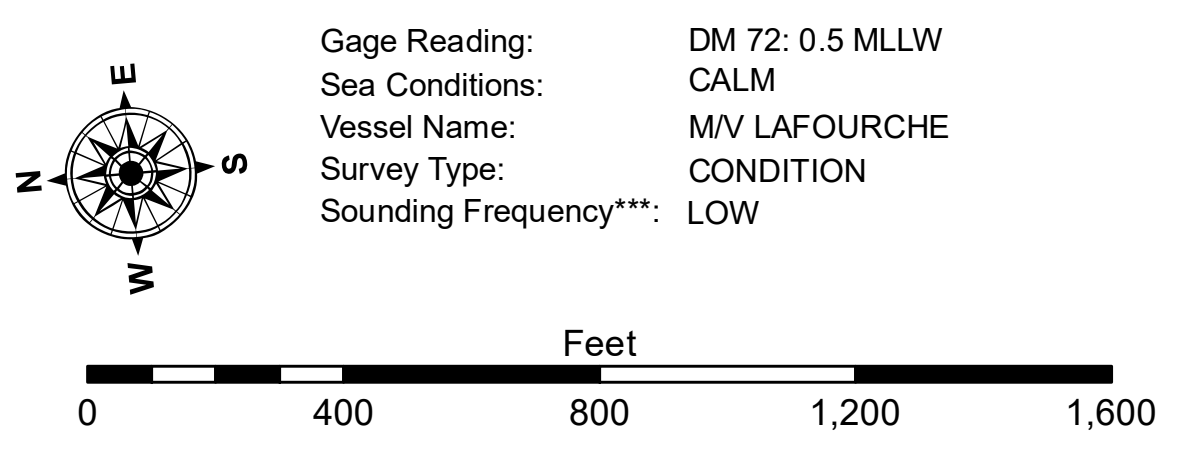 E
N
S
W
Gage Reading: DM 72: 0.5 MLLW
Sea Conditions: CALM
Vessel Name: M/V LAFOURCHE
Survey Type: CONDITION
Sounding Frequency***: LOW
Feet
0 400 800 1,200 1,600